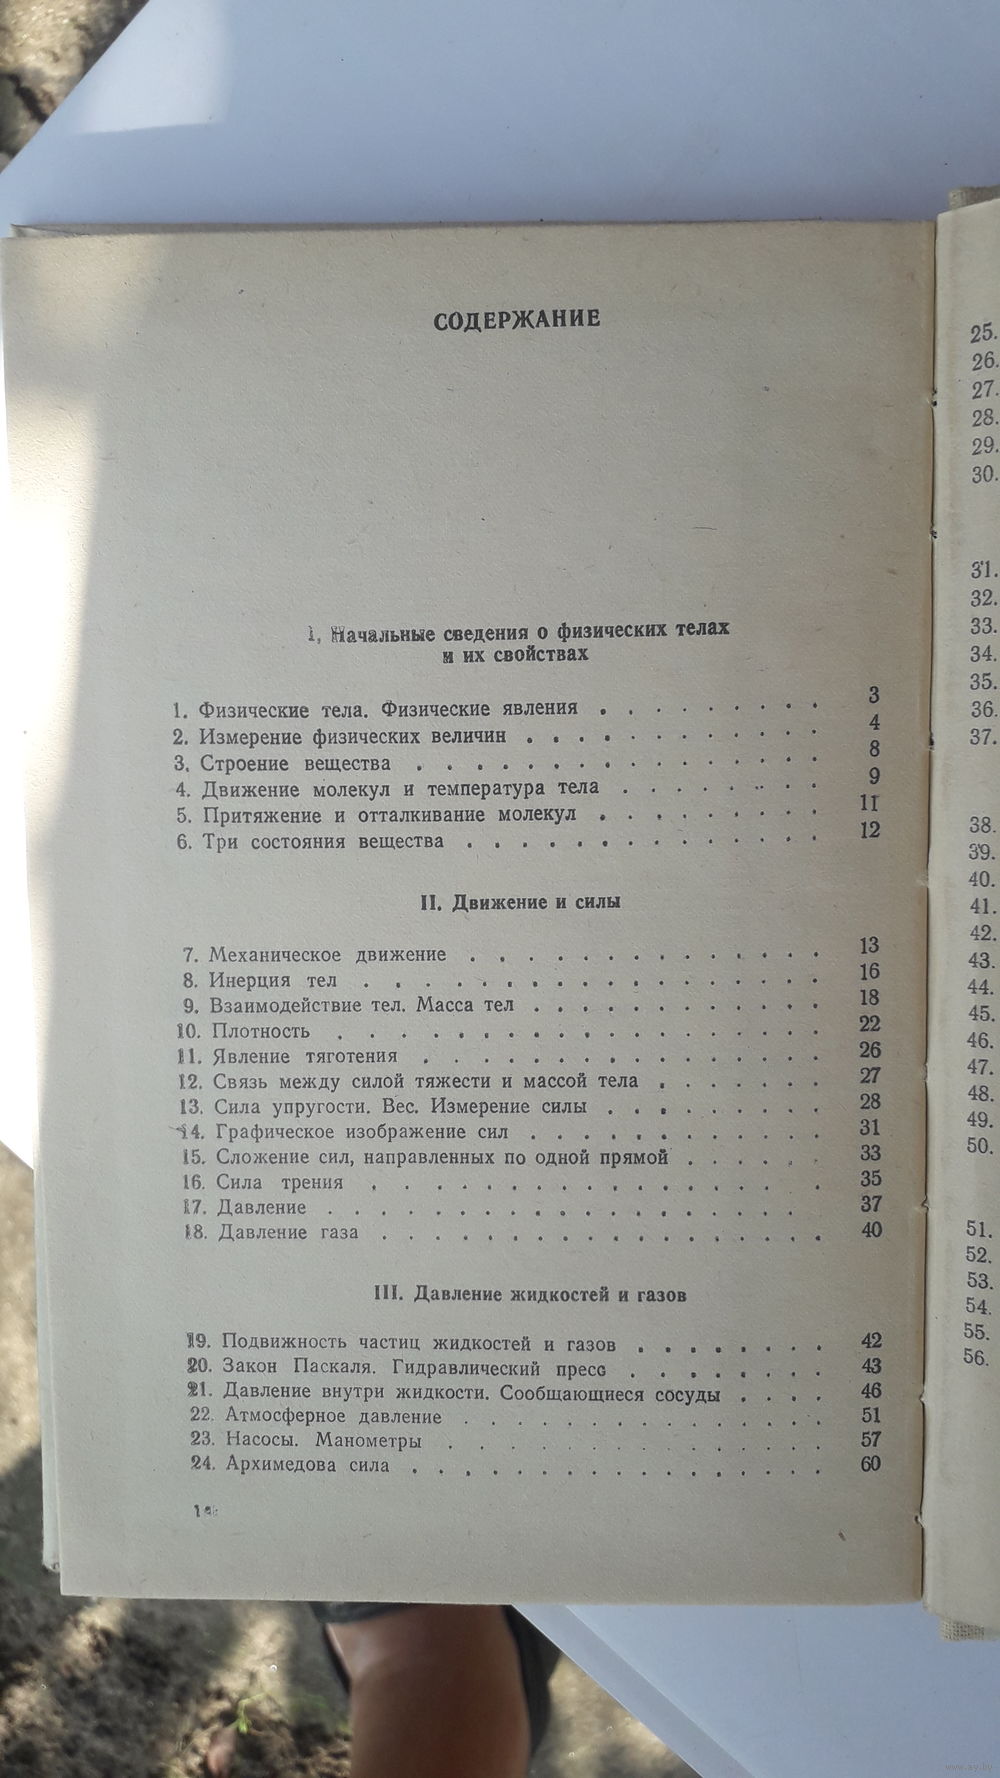 СОДЕРЖАНИЕ
I. Начальные сведения о физических телах
и их свойствах
1. Физические тела. Физические явления . . . . . . . . . 3
2. Измерение физических величин . . . . . . . . . . . . 4
3. Строение вещества . . . . . . . . . . . . . . . . 8
4. Движение молекул и температура тела . . . . . . . . 9
5. Притяжение и отталкивание молекул . . . . . . . . . 11
6. Три состояния вещества . . . . . . . . . . . . . . 12
II. Движение и силы
7. Механическое движение . . . . . . . . . . . . . 13
8. Инерция тел . . . . . . . . . . . . . . . . . 16
9. Взаимодействие тел. Масса тел . . . . . . . . . . . 18
10. Плотность . . . . . . . . . . . . . . . . . 22
11. Явление тяготения . . . . . . . . . . . . . . 26
12. Связь между силой тяжести и массой тела . . . . . . 27
13. Сила упругости. Вес. Измерение силы . . . . . . . . 28
14. Графическое изображение сил . . . . . . . . . . . 31
15. Сложение сил, направленных по одной прямой . . . . . 33
16. Сила трения . . . . . . . . . . . . . . . . 35
17. Давление . . . . . . . . . . . . . . . . . . 37
18. Давление газа . . . . . . . . . . . . . . . . 40
III. Давление жидкостей и газов
19. Подвижность частиц жидкостей и газов . . . . . . . 42
20. Закон Паскаля. Гидравлический пресс . . . . . . . 43
21. Давление внутри жидкости. Сообщающиеся сосуды . . . . 46
22. Атмосферное давление . . . . . . . . . . . . . 51
23. Насосы. Манометры . . . . . . . . . . . . . . 57
24. Архимедова сила . . . . . . . . . . . . . . . 60
25.
26.
27.
28.
29.
30.
31.
32.
33.
34.
35.
36.
37.
38.
39.
40.
41.
42.
43.
44.
45.
46.
47.
48.
49.
50.
51.
52.
53.
54.
55.
56.
www.ay.by